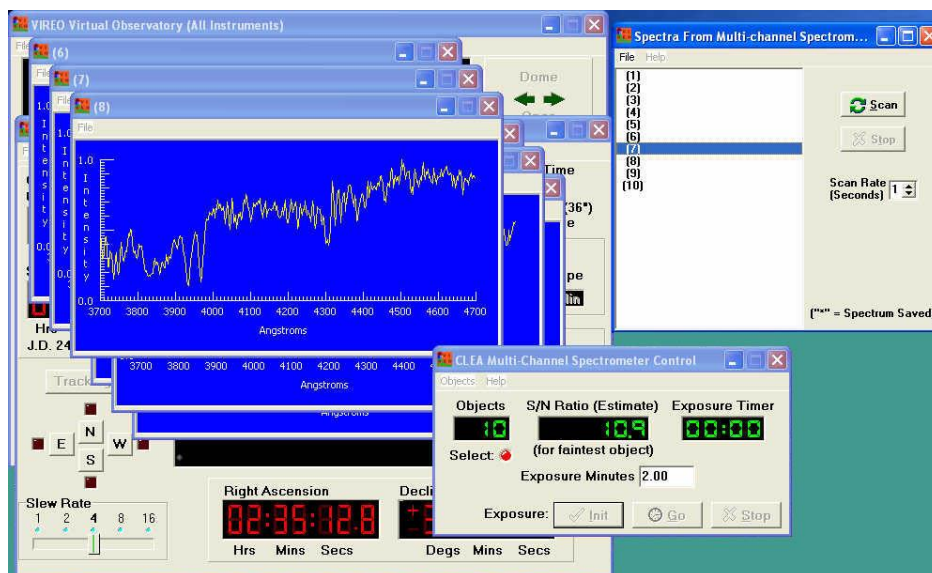 VIREO Virtual Observatory (All Instruments)
(6)
(7)
(8)
File
1.0
Intensity
0.0
3700 3800 3900 4000 4100 4200 4300 4400 4500 4600 4700
Angstroms
Dome
Time
(36")
3700 3800 3900 4000 4100 4200 4300 4400
Angstroms
Hrs
J.D. 24
N
E
W
S
Slew Rate
1 2 4 8 16
Right Ascension
02:35:12.8
Hrs Mins Secs
Degs Mins Secs
Spectra From Multi-channel Spectrom...
File Help
(1)
(2)
(3)
(4)
(5)
(6)
(7)
(8)
(9)
(10)
Scan
Stop
Scan Rate
(Seconds) 1
("*" = Spectrum Saved
CLEA Multi-Channel Spectrometer Control
Objects Help
Objects S/N Ratio (Estimate) Exposure Timer
10 10.9 00:00
Select:
(for faintest object)
Exposure Minutes 2.00
Exposure: Init Go Stop